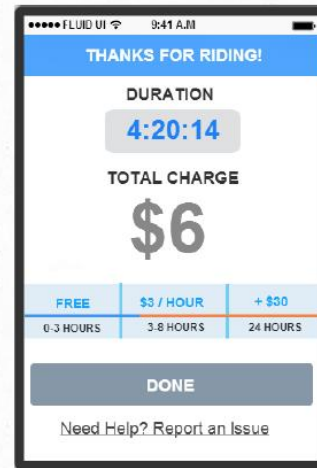 FLUID UI 9:41 A.M
THANKS FOR RIDING!
DURATION
4:20:14
TOTAL CHARGE
$6
FREE $3 / HOUR + $30
0-3 HOURS 3-8 HOURS 24 HOURS
DONE
Need Help? Report an Issue